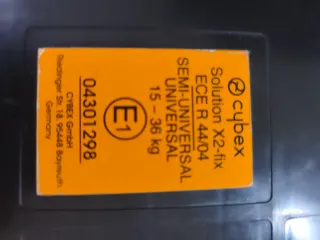 cybex
Solution X2-fix
ECE R 44/04
SEMI-UNIVERSAL
UNIVERSAL
15 - 36 kg
E1
04301298
CYBEX GmbH
Riedinger Str. 18, 95448 Bayreuth,
Germany